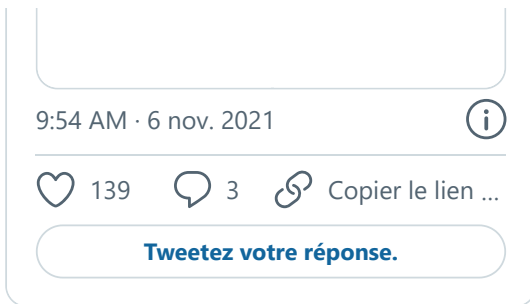 9:54 AM · 6 nov. 2021
139 3 Copier le lien ...
Tweetez votre réponse.